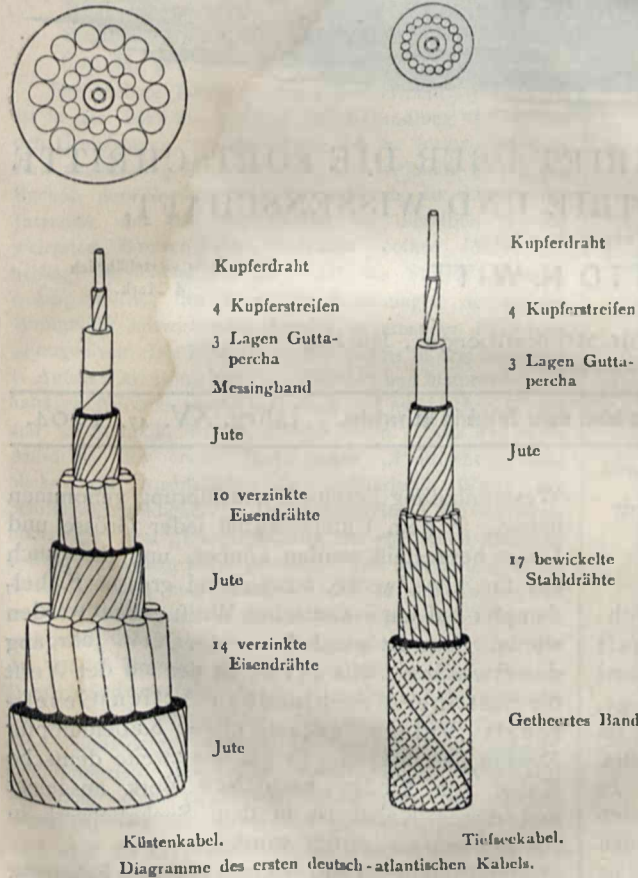 Kupferdraht
4 Kupferstreifen
3 Lagen Gutta-
percha
Messingband
Jute
10 verzinkte
Eisendrähte
Jute
14 verzinkte
Eisendrähte
Jute
Küstenkabel.
Kupferdraht
4 Kupferstreifen
3 Lagen Gutta-
percha
Jute
17 bewickelte
Stahldrähte
Getheertes Band
Tiefseekabel.
Diagramme des ersten deutsch-atlantischen Kabels.